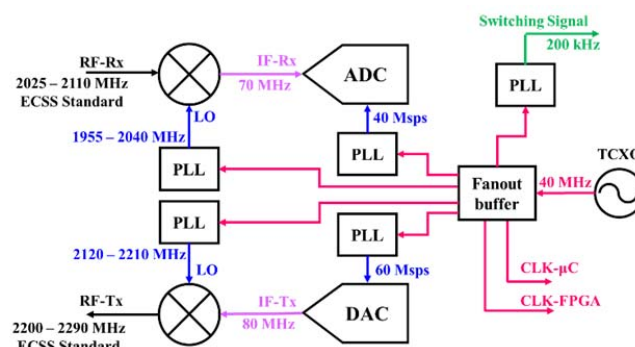 Switching Signal
200 kHz
RF-Rx
2025 – 2110 MHz
ECSS Standard
IF-Rx
70 MHz
ADC
PLL
LO
1955 – 2040 MHz
40 Msps
PLL
PLL
TCXO
40 MHz
Fanout
buffer
PLL
PLL
2120 – 2210 MHz
LO
60 Msps
CLK-μC
CLK-FPGA
RF-Tx
2200 – 2290 MHz
ECSS Standard
IF-Tx
80 MHz
DAC